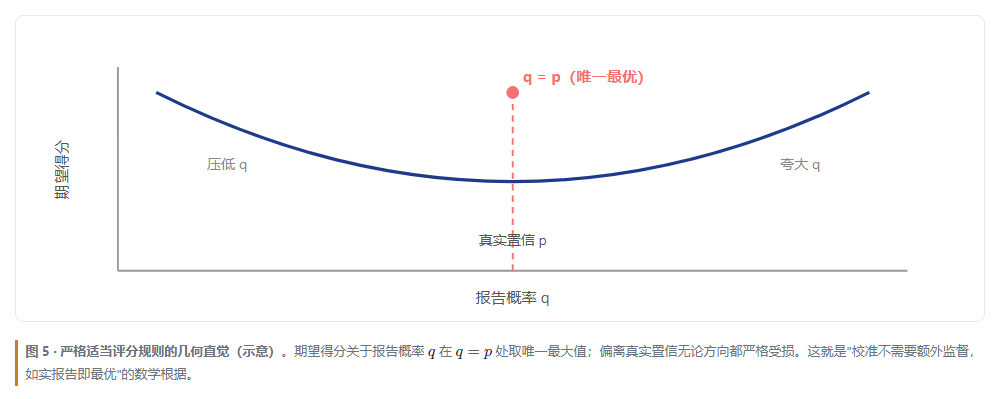 q = p（唯一最优）
期望得分
压低 q
夸大 q
真实置信 p
报告概率 q
图 5 · 严格适当评分规则的几何直觉（示意）。期望得分关于报告概率 q 在 q = p 处取唯一最大值；偏离真实置信无论方向都严格受损。这就是"校准不需要额外监督，
如实报告即最优"的数学根据。